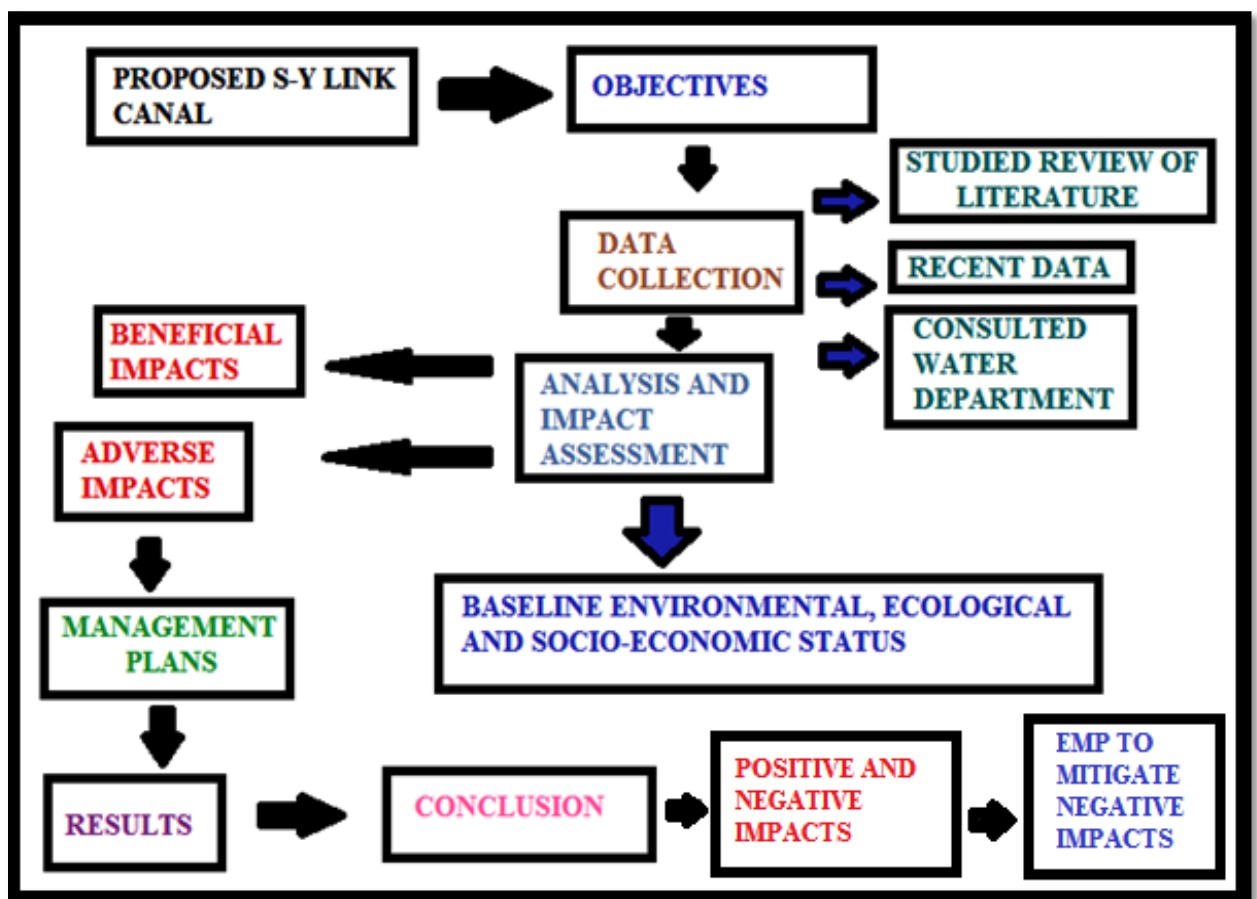 PROPOSED S-Y LINK
CANAL
OBJECTIVES
STUDIED REVIEW OF
LITERATURE
DATA
COLLECTION
RECENT DATA
CONSULTED
WATER
DEPARTMENT
BENEFICIAL
IMPACTS
ANALYSIS AND
IMPACT
ASSESSMENT
ADVERSE
IMPACTS
BASELINE ENVIRONMENTAL, ECOLOGICAL
AND SOCIO-ECONOMIC STATUS
MANAGEMENT
PLANS
RESULTS
CONCLUSION
POSITIVE AND
NEGATIVE
IMPACTS
EMP TO
MITIGATE
NEGATIVE
IMPACTS